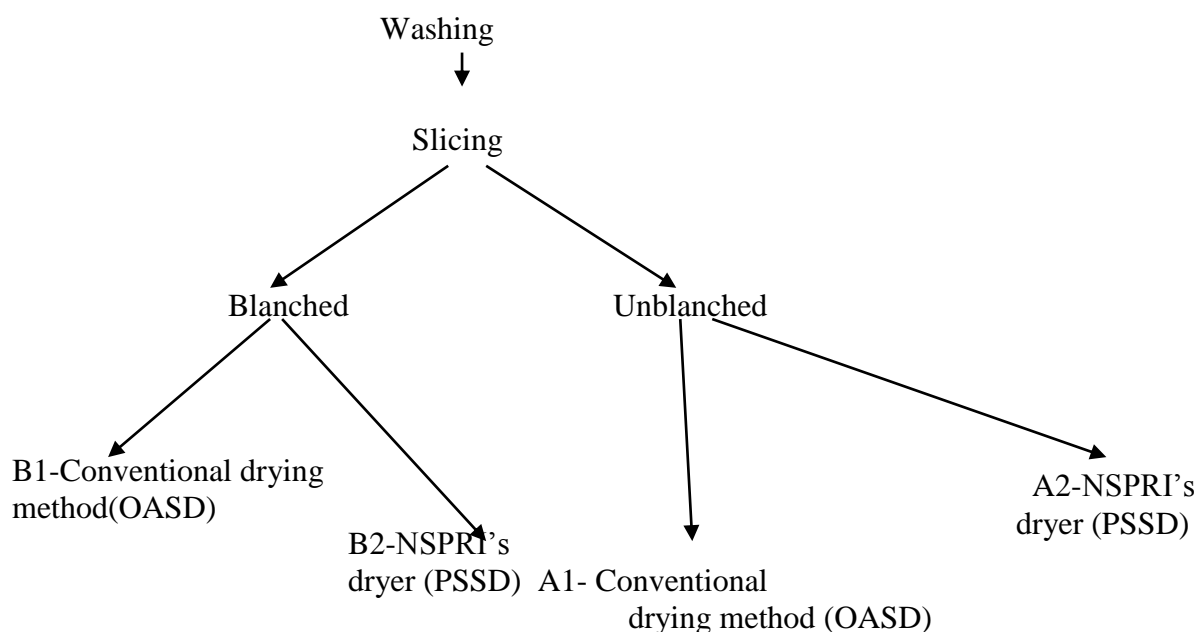 Washing
Slicing
Blanched
Unblanched
B1-Conventional drying
method(OASD)
B2-NSPRI’s
dryer (PSSD)
A1- Conventional
drying method (OASD)
A2-NSPRI’s
dryer (PSSD)